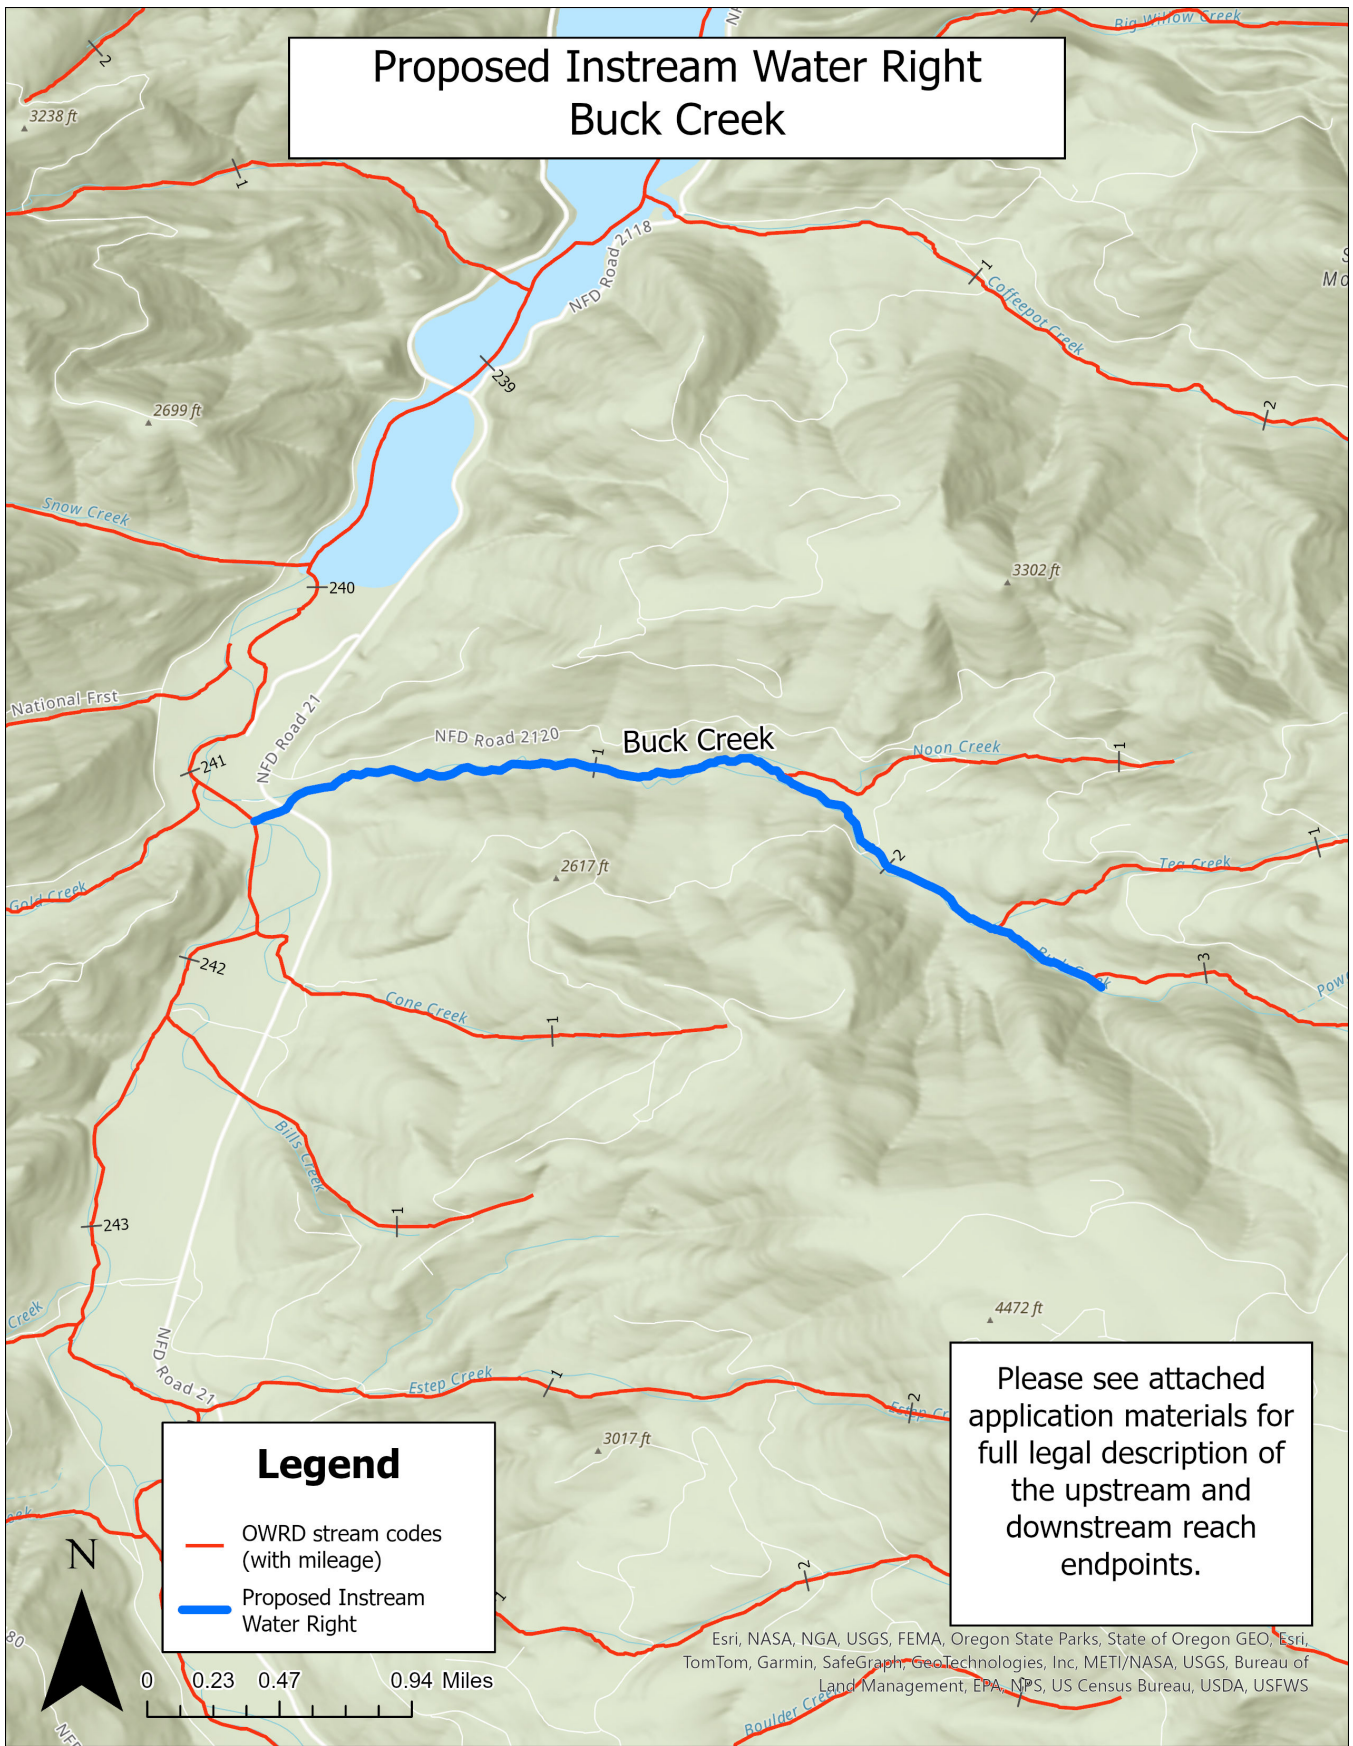 Proposed Instream Water Right
Buck Creek
Big Willow Creek
2
3238 ft
1
NFD Road 2118
1
Coffeepot Creek
239
2699 ft
2
Snow Creek
3302 ft
240
National Frst
NFD Road 21
NFD Road 2120
1
Buck Creek
Noon Creek
1
241
2617 ft
2
Tea Creek
1
Gold Creek
242
Buck Creek
3
Cone Creek
1
Bills Creek
1
243
Creek
4472 ft
NFD Road 21
Estep Creek
1
2
3017 ft
Please see attached
application materials for
full legal description of
the upstream and
downstream reach
endpoints.
Legend
OWRD stream codes
(with mileage)
Proposed Instream
Water Right
N
1
2
80
0 0.23 0.47 0.94 Miles
Esri, NASA, NGA, USGS, FEMA, Oregon State Parks, State of Oregon GEO, Esri,
TomTom, Garmin, SafeGraph, GeoTechnologies, Inc, METI/NASA, USGS, Bureau of
Land Management, EPA, NPS, US Census Bureau, USDA, USFWS
Boulder Creek